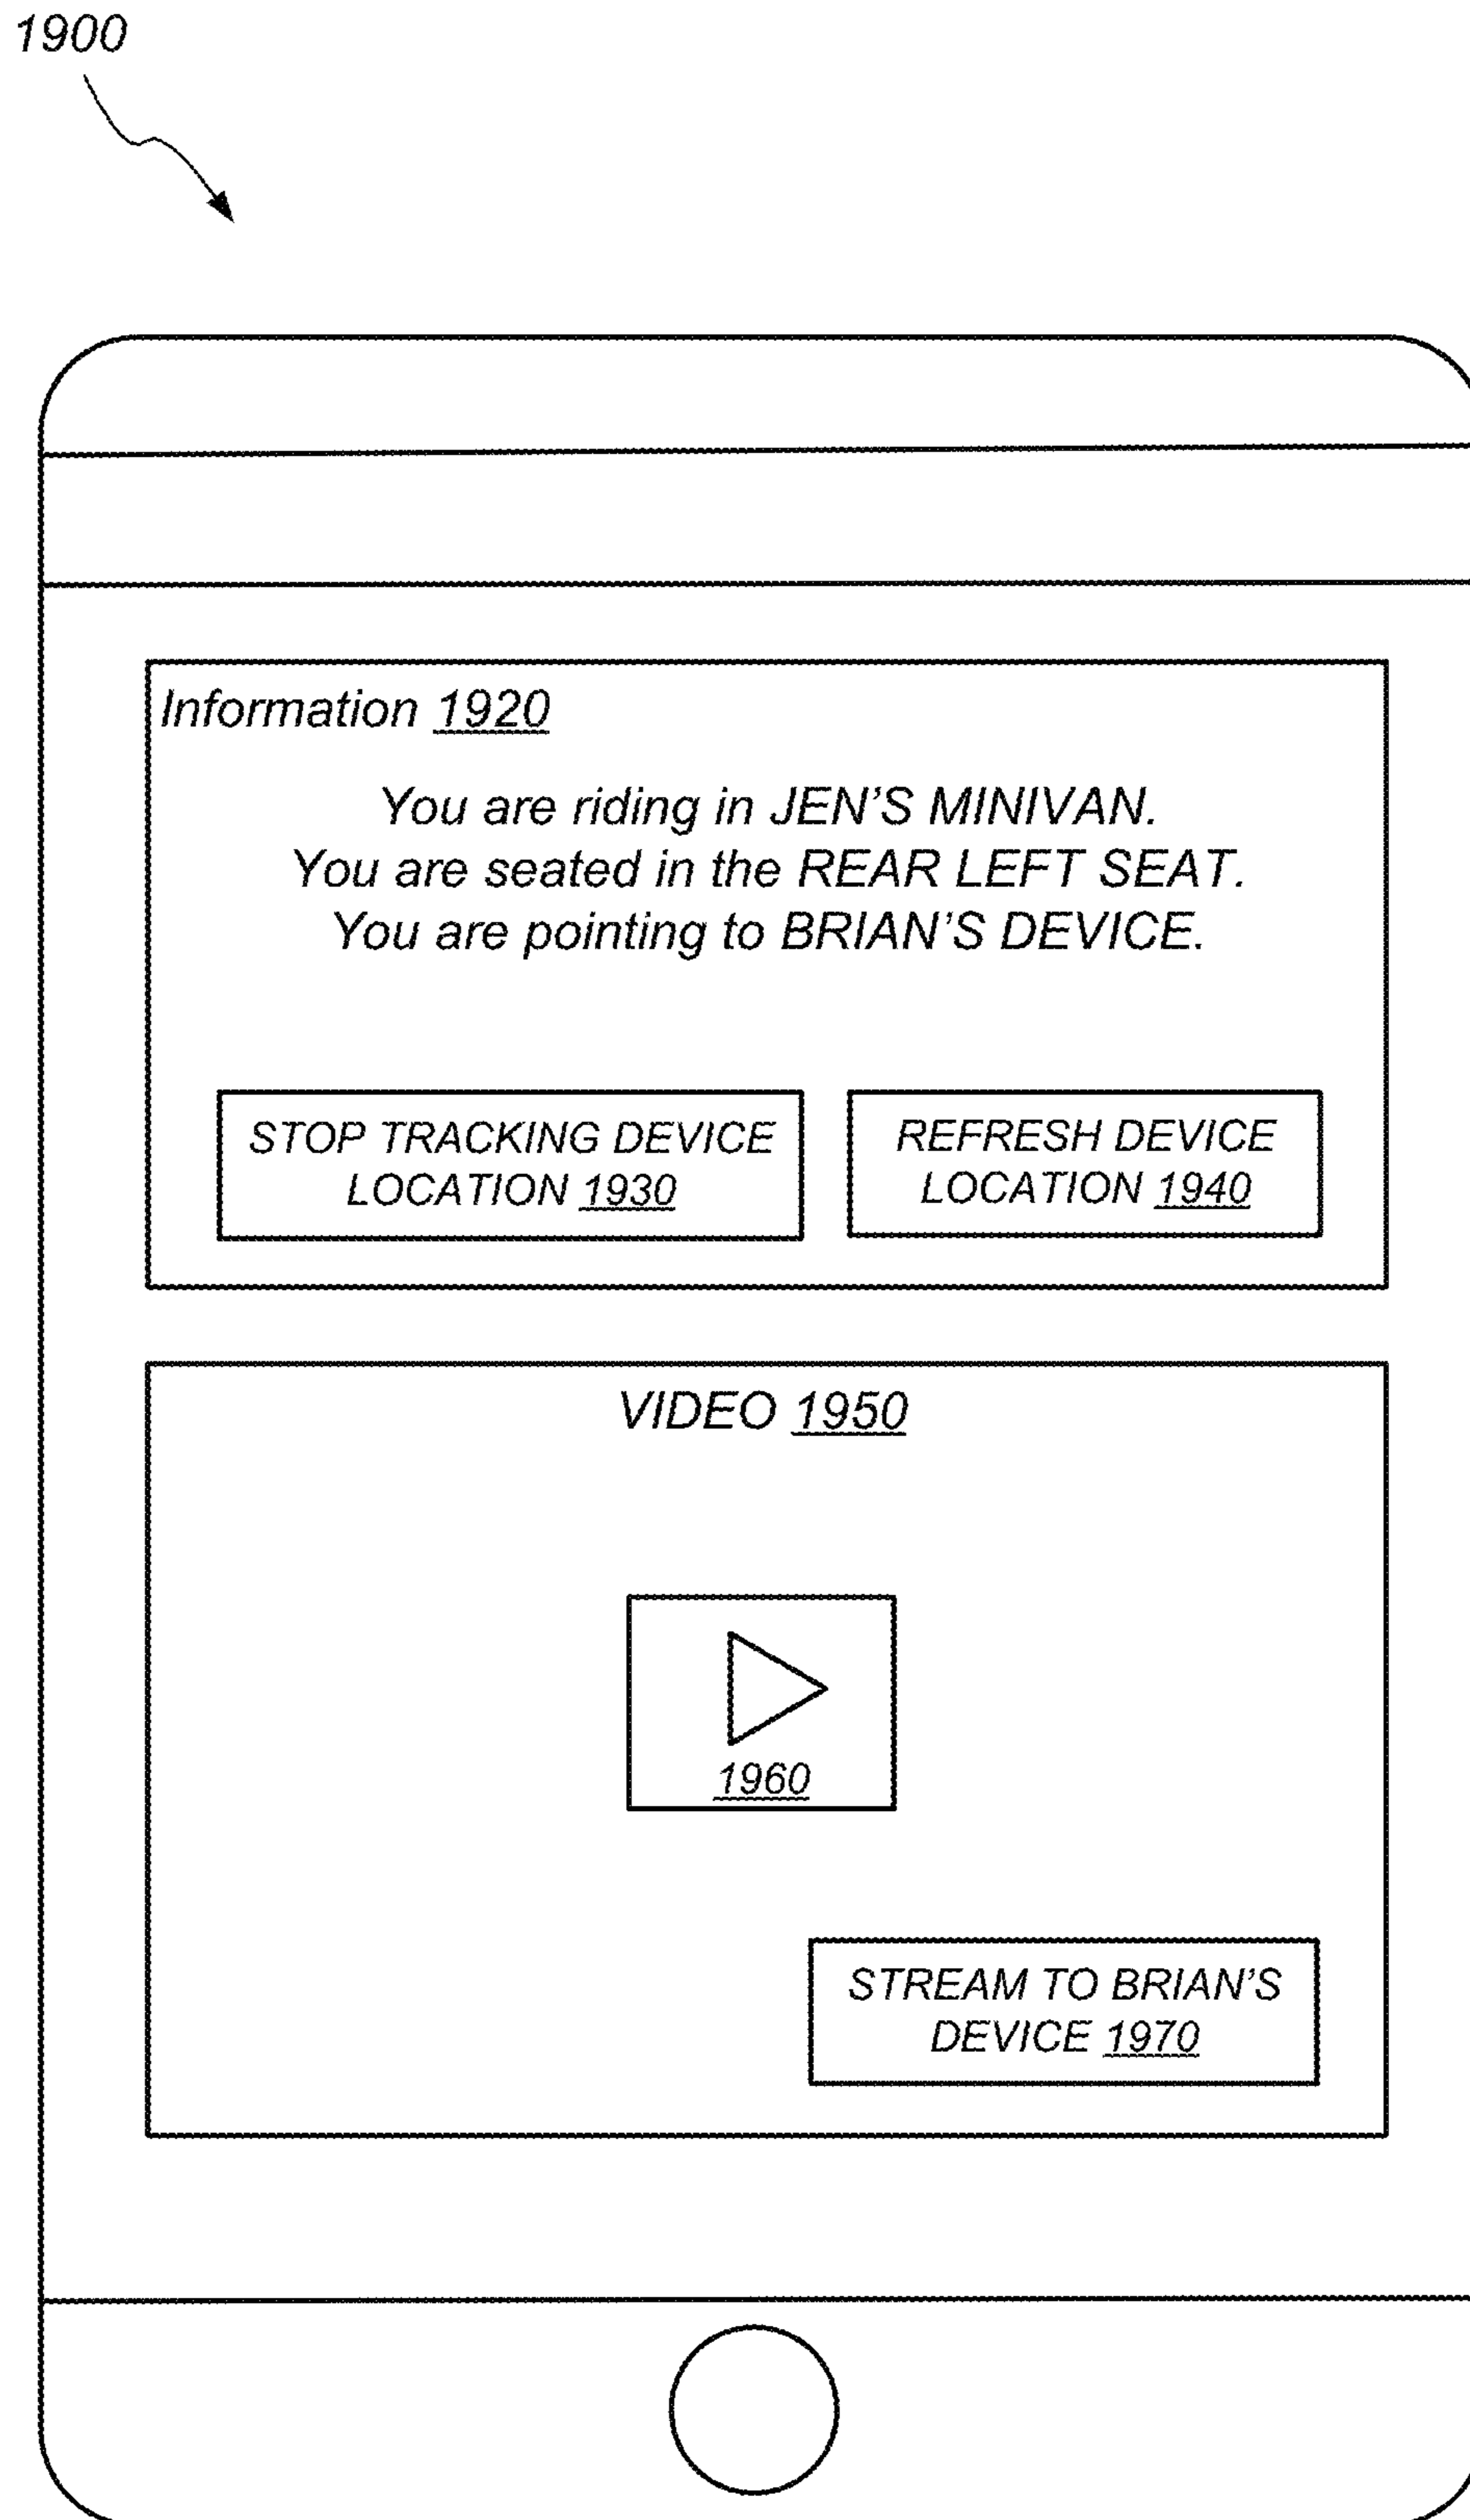 1900
Information 1920
You are riding in JEN'S MINIVAN.
You are seated in the REAR LEFT SEAT.
You are pointing to BRIAN'S DEVICE.
STOP TRACKING DEVICE
LOCATION 1930
REFRESH DEVICE
LOCATION 1940
VIDEO 1950
1960
STREAM TO BRIAN'S
DEVICE 1970